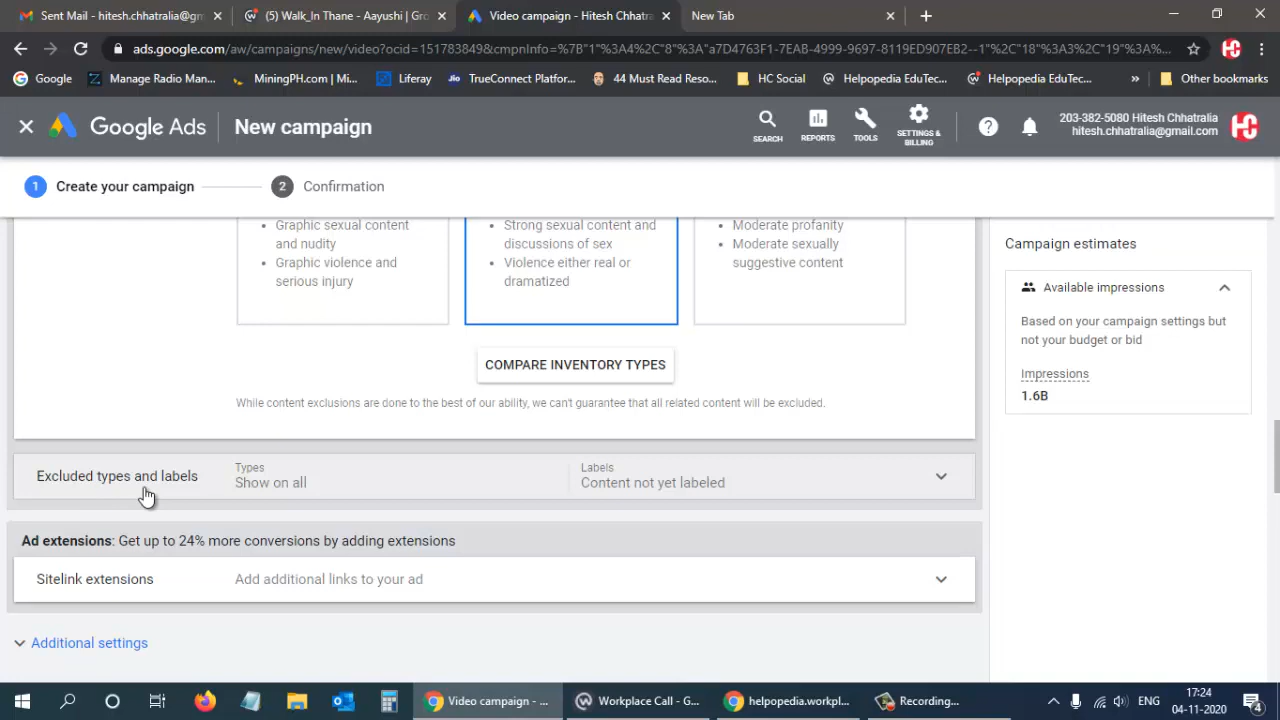 Sent Mail - hitesh.chhatralia@gm
(5) Walk_In Thane - Aayushi | Gro
Video campaign - Hitesh Chhatra
New Tab
ads.google.com/aw/campaigns/new/video?ocid=151783849&cmpnInfo=%7B"1"%3A4%2C"8"%3A"a7D4763F1-7EAB-4999-9697-8119ED907EB2--1"%2C"18"%3A3%2C"19"%3A%...
Google
Manage Radio Man...
MiningPH.com | Mi...
Liferay
Jio
TrueConnect Platfor...
44 Must Read Reso...
HC Social
Helpopedia EduTec...
Helpopedia EduTec...
»
Other bookmarks
Google Ads
New campaign
SEARCH
REPORTS
TOOLS
SETTINGS & BILLING
203-382-5080 Hitesh Chhatralia
hitesh.chhatralia@gmail.com
HC
1 Create your campaign
2 Confirmation
• Graphic sexual content
and nudity
• Graphic violence and
serious injury
• Strong sexual content and
discussions of sex
• Violence either real or
dramatized
• Moderate profanity
• Moderate sexually
suggestive content
COMPARE INVENTORY TYPES
While content exclusions are done to the best of our ability, we can't guarantee that all related content will be excluded.
Campaign estimates
Available impressions
Based on your campaign settings but
not your budget or bid
Impressions
1.6B
Excluded types and labels
Types
Show on all
Labels
Content not yet labeled
Ad extensions: Get up to 24% more conversions by adding extensions
Sitelink extensions
Add additional links to your ad
Additional settings
Video campaign - ...
Workplace Call - G...
helpopedia.workpl...
Recording...
ENG
17:24
04-11-2020
4